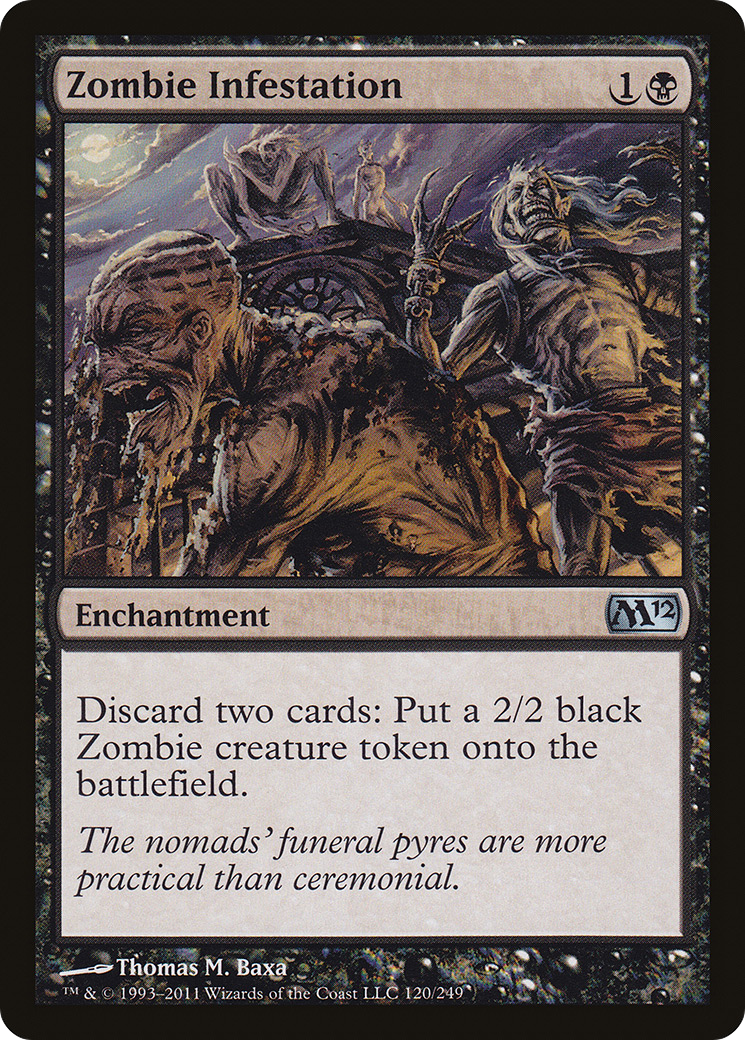 Zombie Infestation 1
Enchantment M12
Discard two cards: Put a 2/2 black
Zombie creature token onto the
battlefield.
The nomads' funeral pyres are more
practical than ceremonial.
Thomas M. Baxa
™ & © 1993–2011 Wizards of the Coast LLC 120/249